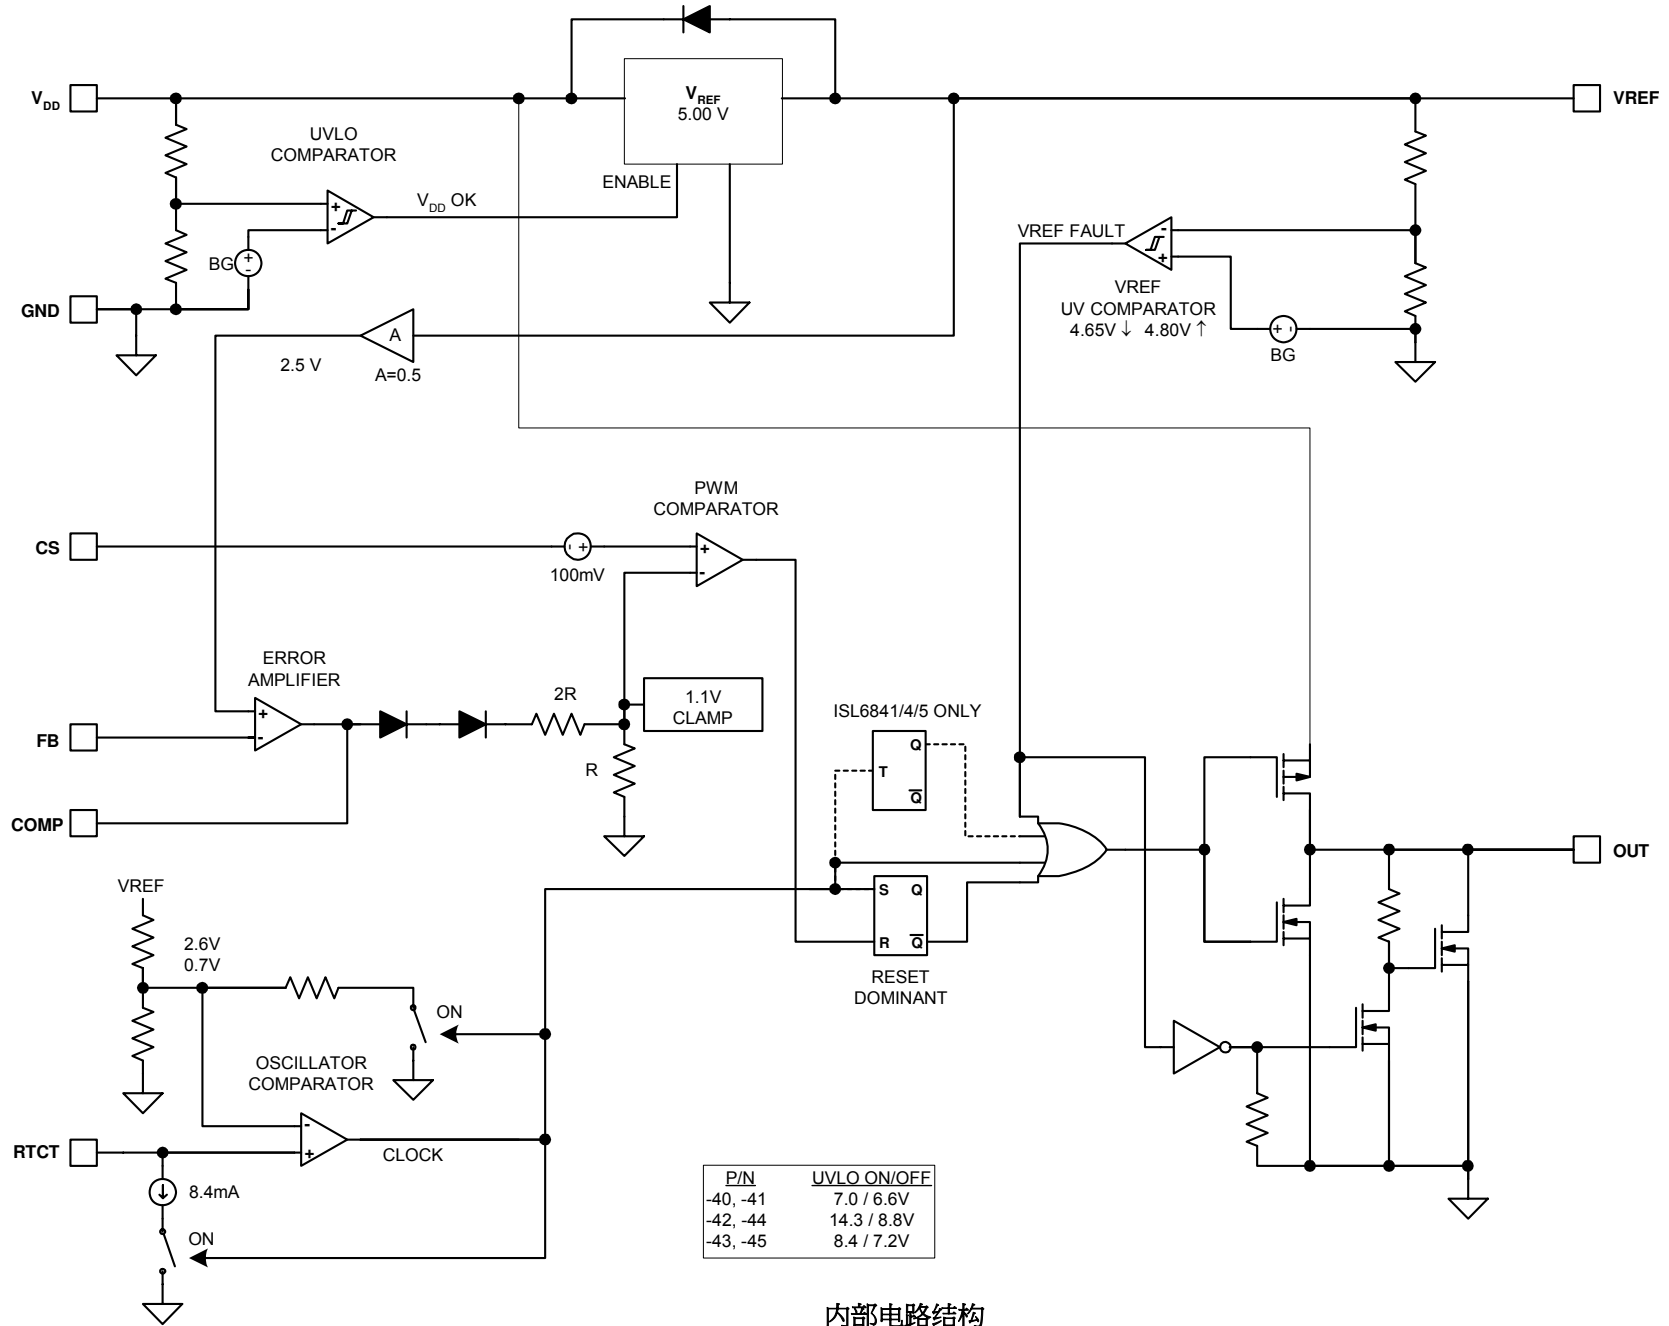 V_DD
V_REF
5.00 V
VREF
UVLO
COMPARATOR
+
-
V_DD OK
ENABLE
BG
+
-
GND
VREF FAULT
-
+
VREF
UV COMPARATOR
4.65V ↓ 4.80V ↑
+ -
BG
A
2.5 V
A=0.5
PWM
COMPARATOR
CS
- +
100mV
+
-
ERROR
AMPLIFIER
+
-
FB
2R
1.1V
CLAMP
R
COMP
ISL6841/4/5 ONLY
Q
T
Q̅
OUT
VREF
2.6V
0.7V
S Q
R Q̅
RESET
DOMINANT
ON
OSCILLATOR
COMPARATOR
-
+
RTCT
CLOCK
8.4mA
ON
P/N UVLO ON/OFF
-40, -41 7.0 / 6.6V
-42, -44 14.3 / 8.8V
-43, -45 8.4 / 7.2V
内部电路结构